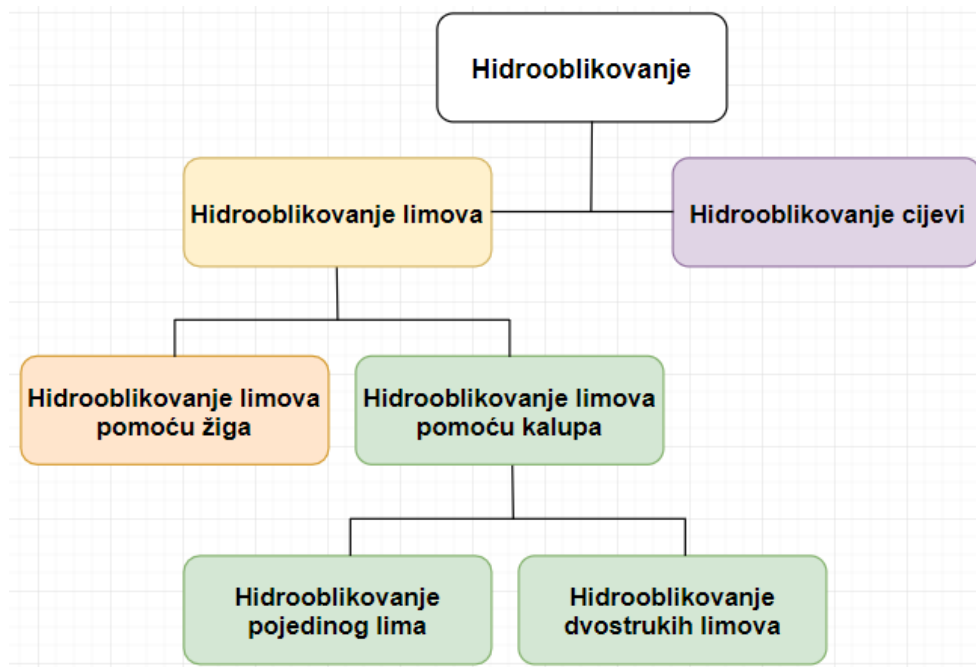 Hidrooblikovanje
Hidrooblikovanje limova
Hidrooblikovanje cijevi
Hidrooblikovanje limova
pomoću žiga
Hidrooblikovanje limova
pomoću kalupa
Hidrooblikovanje
pojedinog lima
Hidrooblikovanje
dvostrukih limova